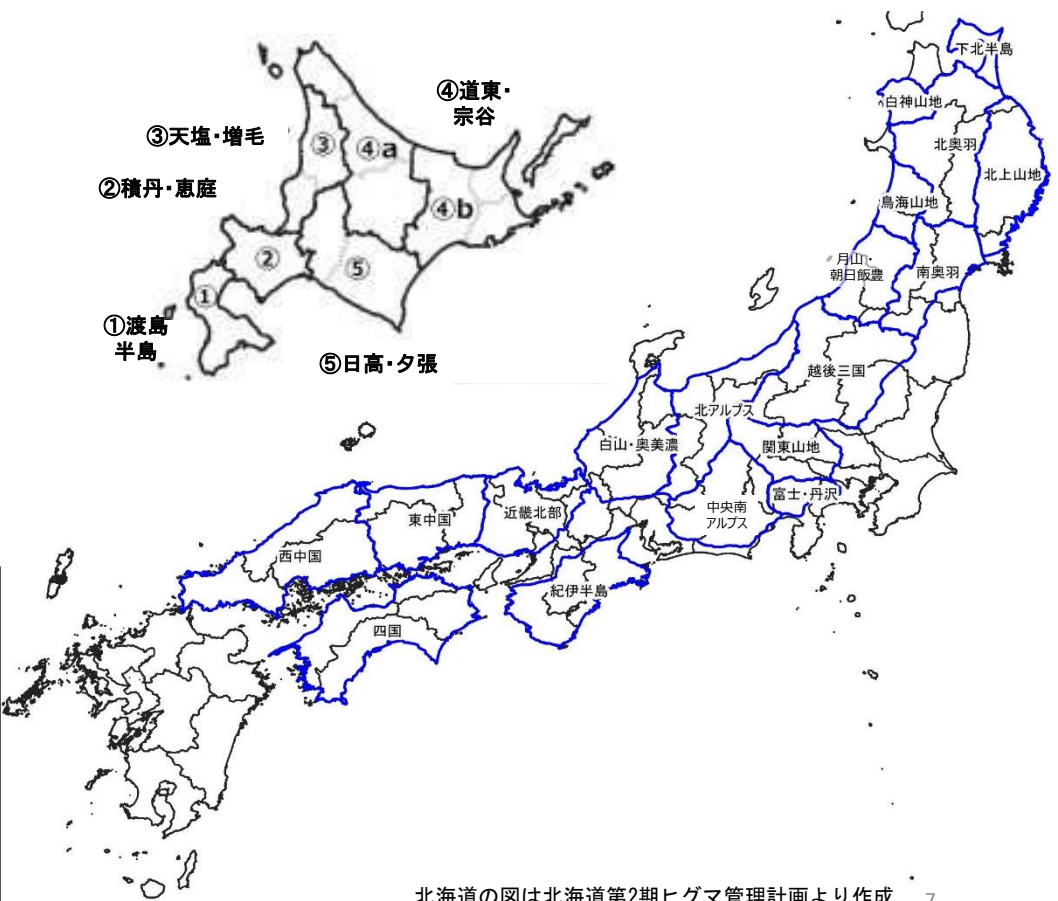 ④道東・
宗谷
③天塩・増毛
③
④a
②積丹・恵庭
④b
②
⑤
①
①渡島
半島
⑤日高・夕張
下北半島
白神山地
北奥羽
北上山地
鳥海山地
月山・
朝日飯豊
南奥羽
越後三国
北アルプス
白山・奥美濃
関東山地
富士・丹沢
中央南
アルプス
近畿北部
東中国
西中国
紀伊半島
四国
北海道の図は北海道第2期ヒグマ管理計画より作成
7